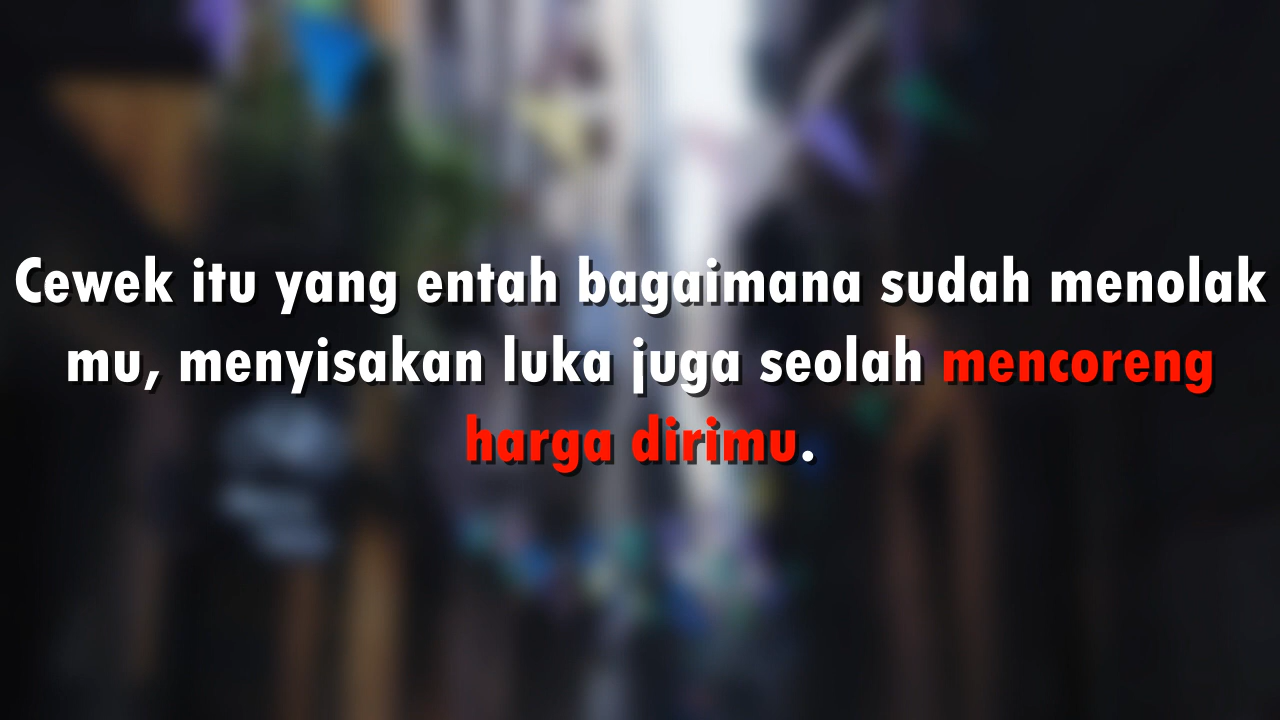 Cewek itu yang entah bagaimana sudah menolak
mu, menyisakan luka juga seolah mencoreng
harga dirimu.